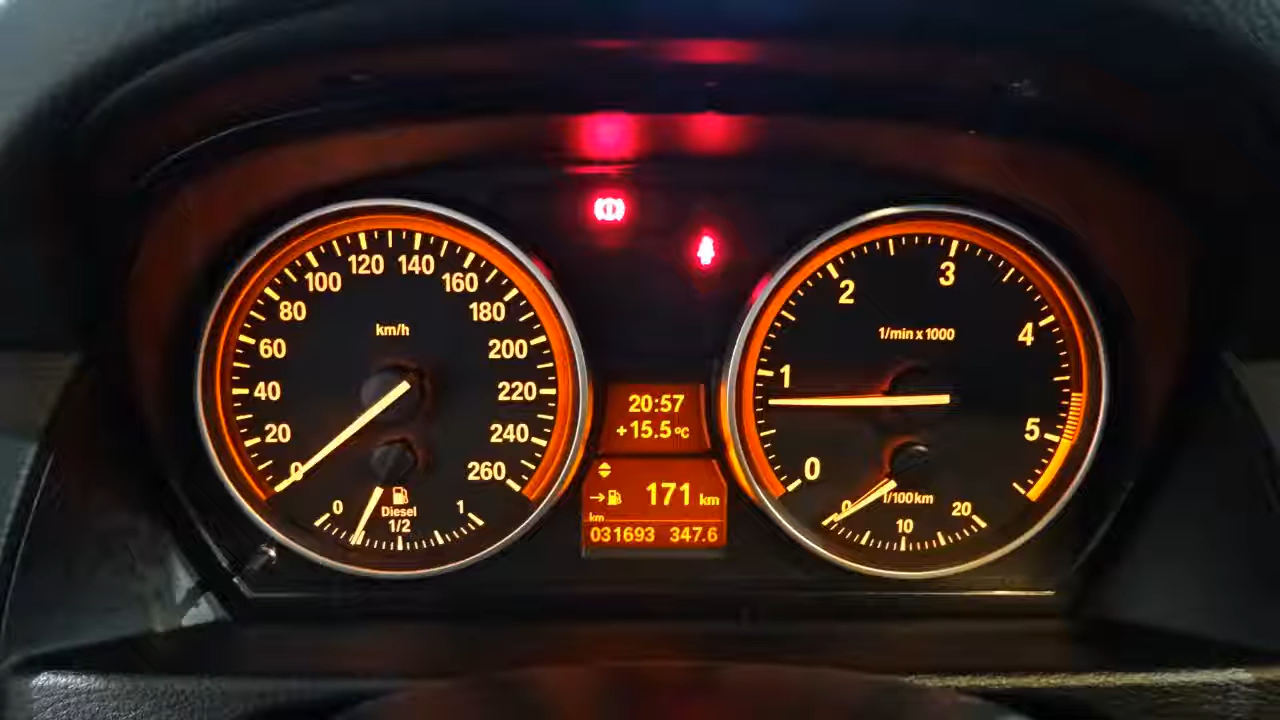 0 20 40 60 80 100 120 140 160 180 200 220 240 260
km/h
0 1/2 1
Diesel
20:57
+15.5 °C
171 km
km
031693 347.6
0 1 2 3 4 5
1/min x 1000
0 10 20
l/100km